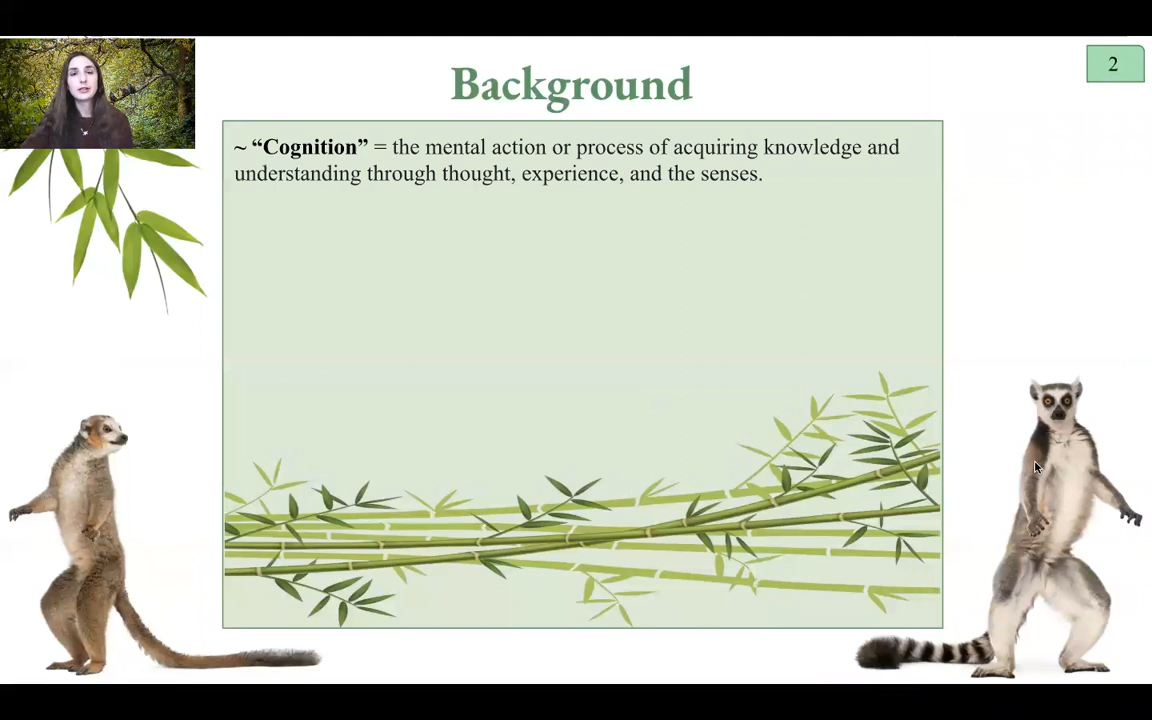 Background
2
~ “Cognition” = the mental action or process of acquiring knowledge and
understanding through thought, experience, and the senses.